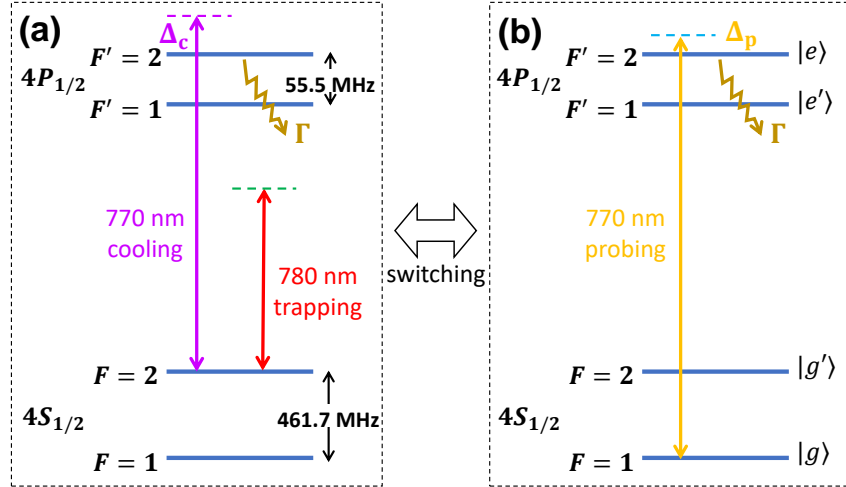 (a)
Δc
F′ = 2
4P1/2
55.5 MHz
F′ = 1
Γ
770 nm
cooling
780 nm
trapping
F = 2
4S1/2
461.7 MHz
F = 1
switching
(b)
Δp
F′ = 2
|e⟩
4P1/2
F′ = 1
|e′⟩
Γ
770 nm
probing
F = 2
|g′⟩
4S1/2
F = 1
|g⟩